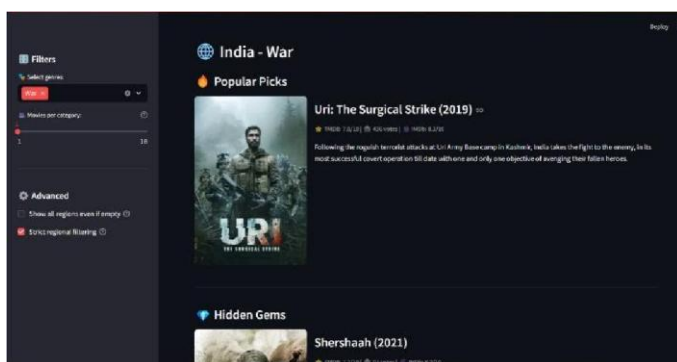 Deploy
Filters
Select genres
War
Movies per category:
1
10
Advanced
Show all regions even if empty
Strict regional filtering
India - War
Popular Picks
URI
THE SURGICAL STRIKE
Uri: The Surgical Strike (2019)
Following the roguish terrorist attacks at Uri Army Base camp in Kashmir, India takes the fight to the enemy, in its
most successful covert operation till date with one and only one objective of avenging their fallen heroes.
Hidden Gems
Shershaah (2021)